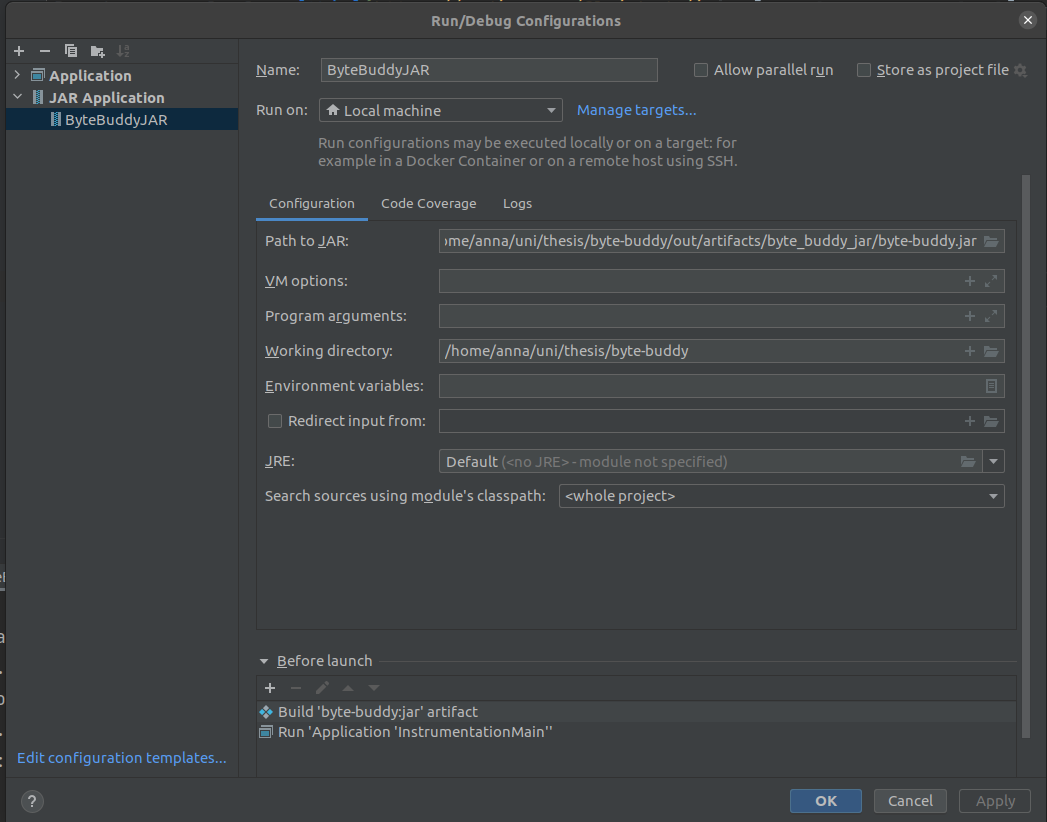 Run/Debug Configurations
Application
JAR Application
ByteBuddyJAR
Edit configuration templates...
Name: ByteBuddyJAR Allow parallel run Store as project file
Run on: Local machine Manage targets...
Run configurations may be executed locally or on a target: for
example in a Docker Container or on a remote host using SSH.
Configuration Code Coverage Logs
Path to JAR: ome/anna/uni/thesis/byte-buddy/out/artifacts/byte_buddy_jar/byte-buddy.jar
VM options:
Program arguments:
Working directory: /home/anna/uni/thesis/byte-buddy
Environment variables:
Redirect input from:
JRE: Default (<no JRE> - module not specified)
Search sources using module's classpath: <whole project>
Before launch
Build 'byte-buddy:jar' artifact
Run 'Application 'InstrumentationMain''
? OK Cancel Apply